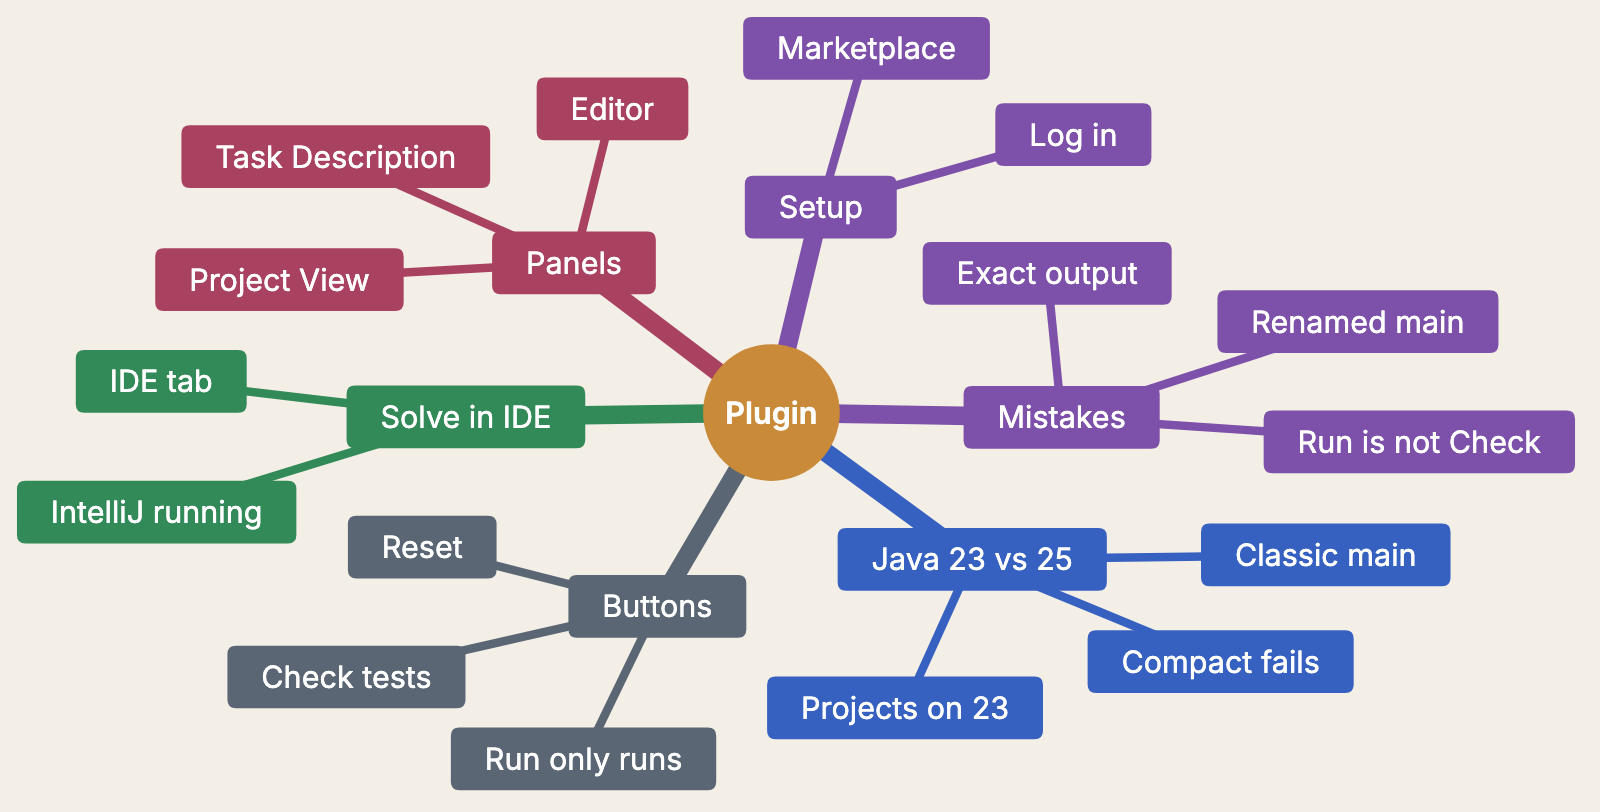 Marketplace
Editor
Log in
Task Description
Setup
Panels
Exact output
Project View
Renamed main
IDE tab
Solve in IDE
Plugin
Mistakes
Run is not Check
IntelliJ running
Reset
Java 23 vs 25
Classic main
Buttons
Compact fails
Check tests
Projects on 23
Run only runs